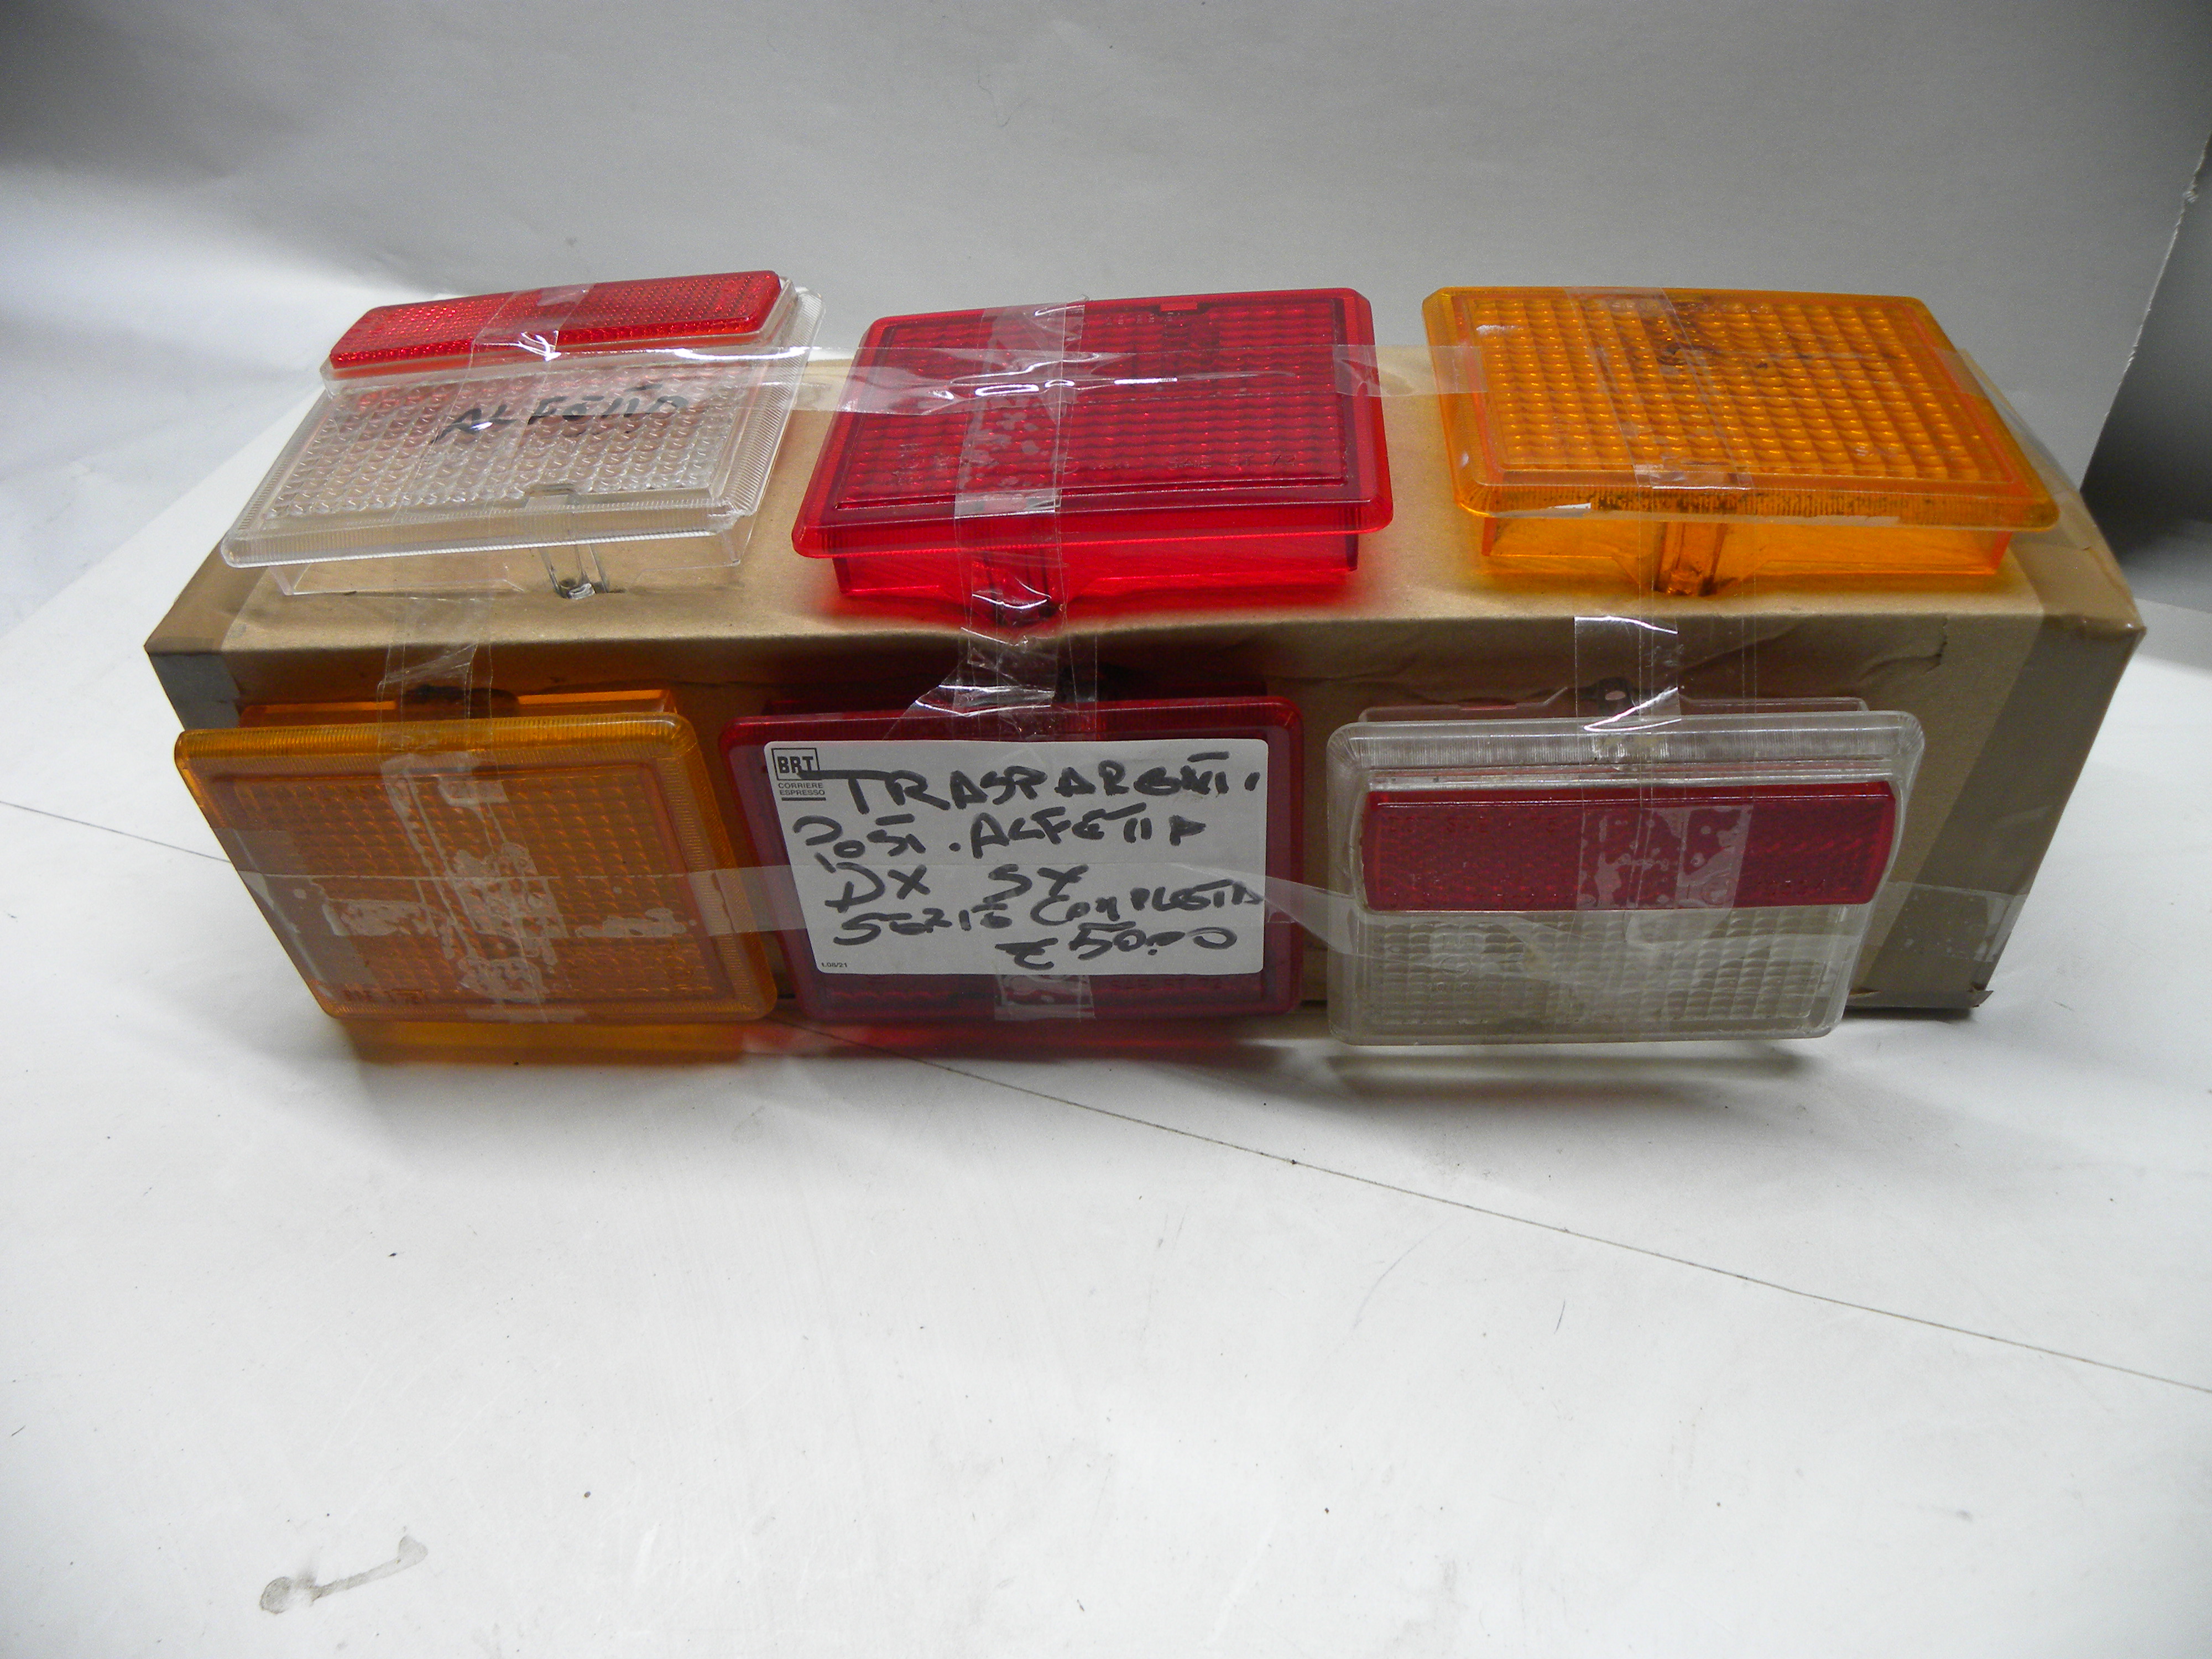 ALFETTA
BRT
CORRIERE
ESPRESSO
TRASPARENTI.
POST. ALFETTA
DX SX
SERIE COMPLETA
€ 50.00